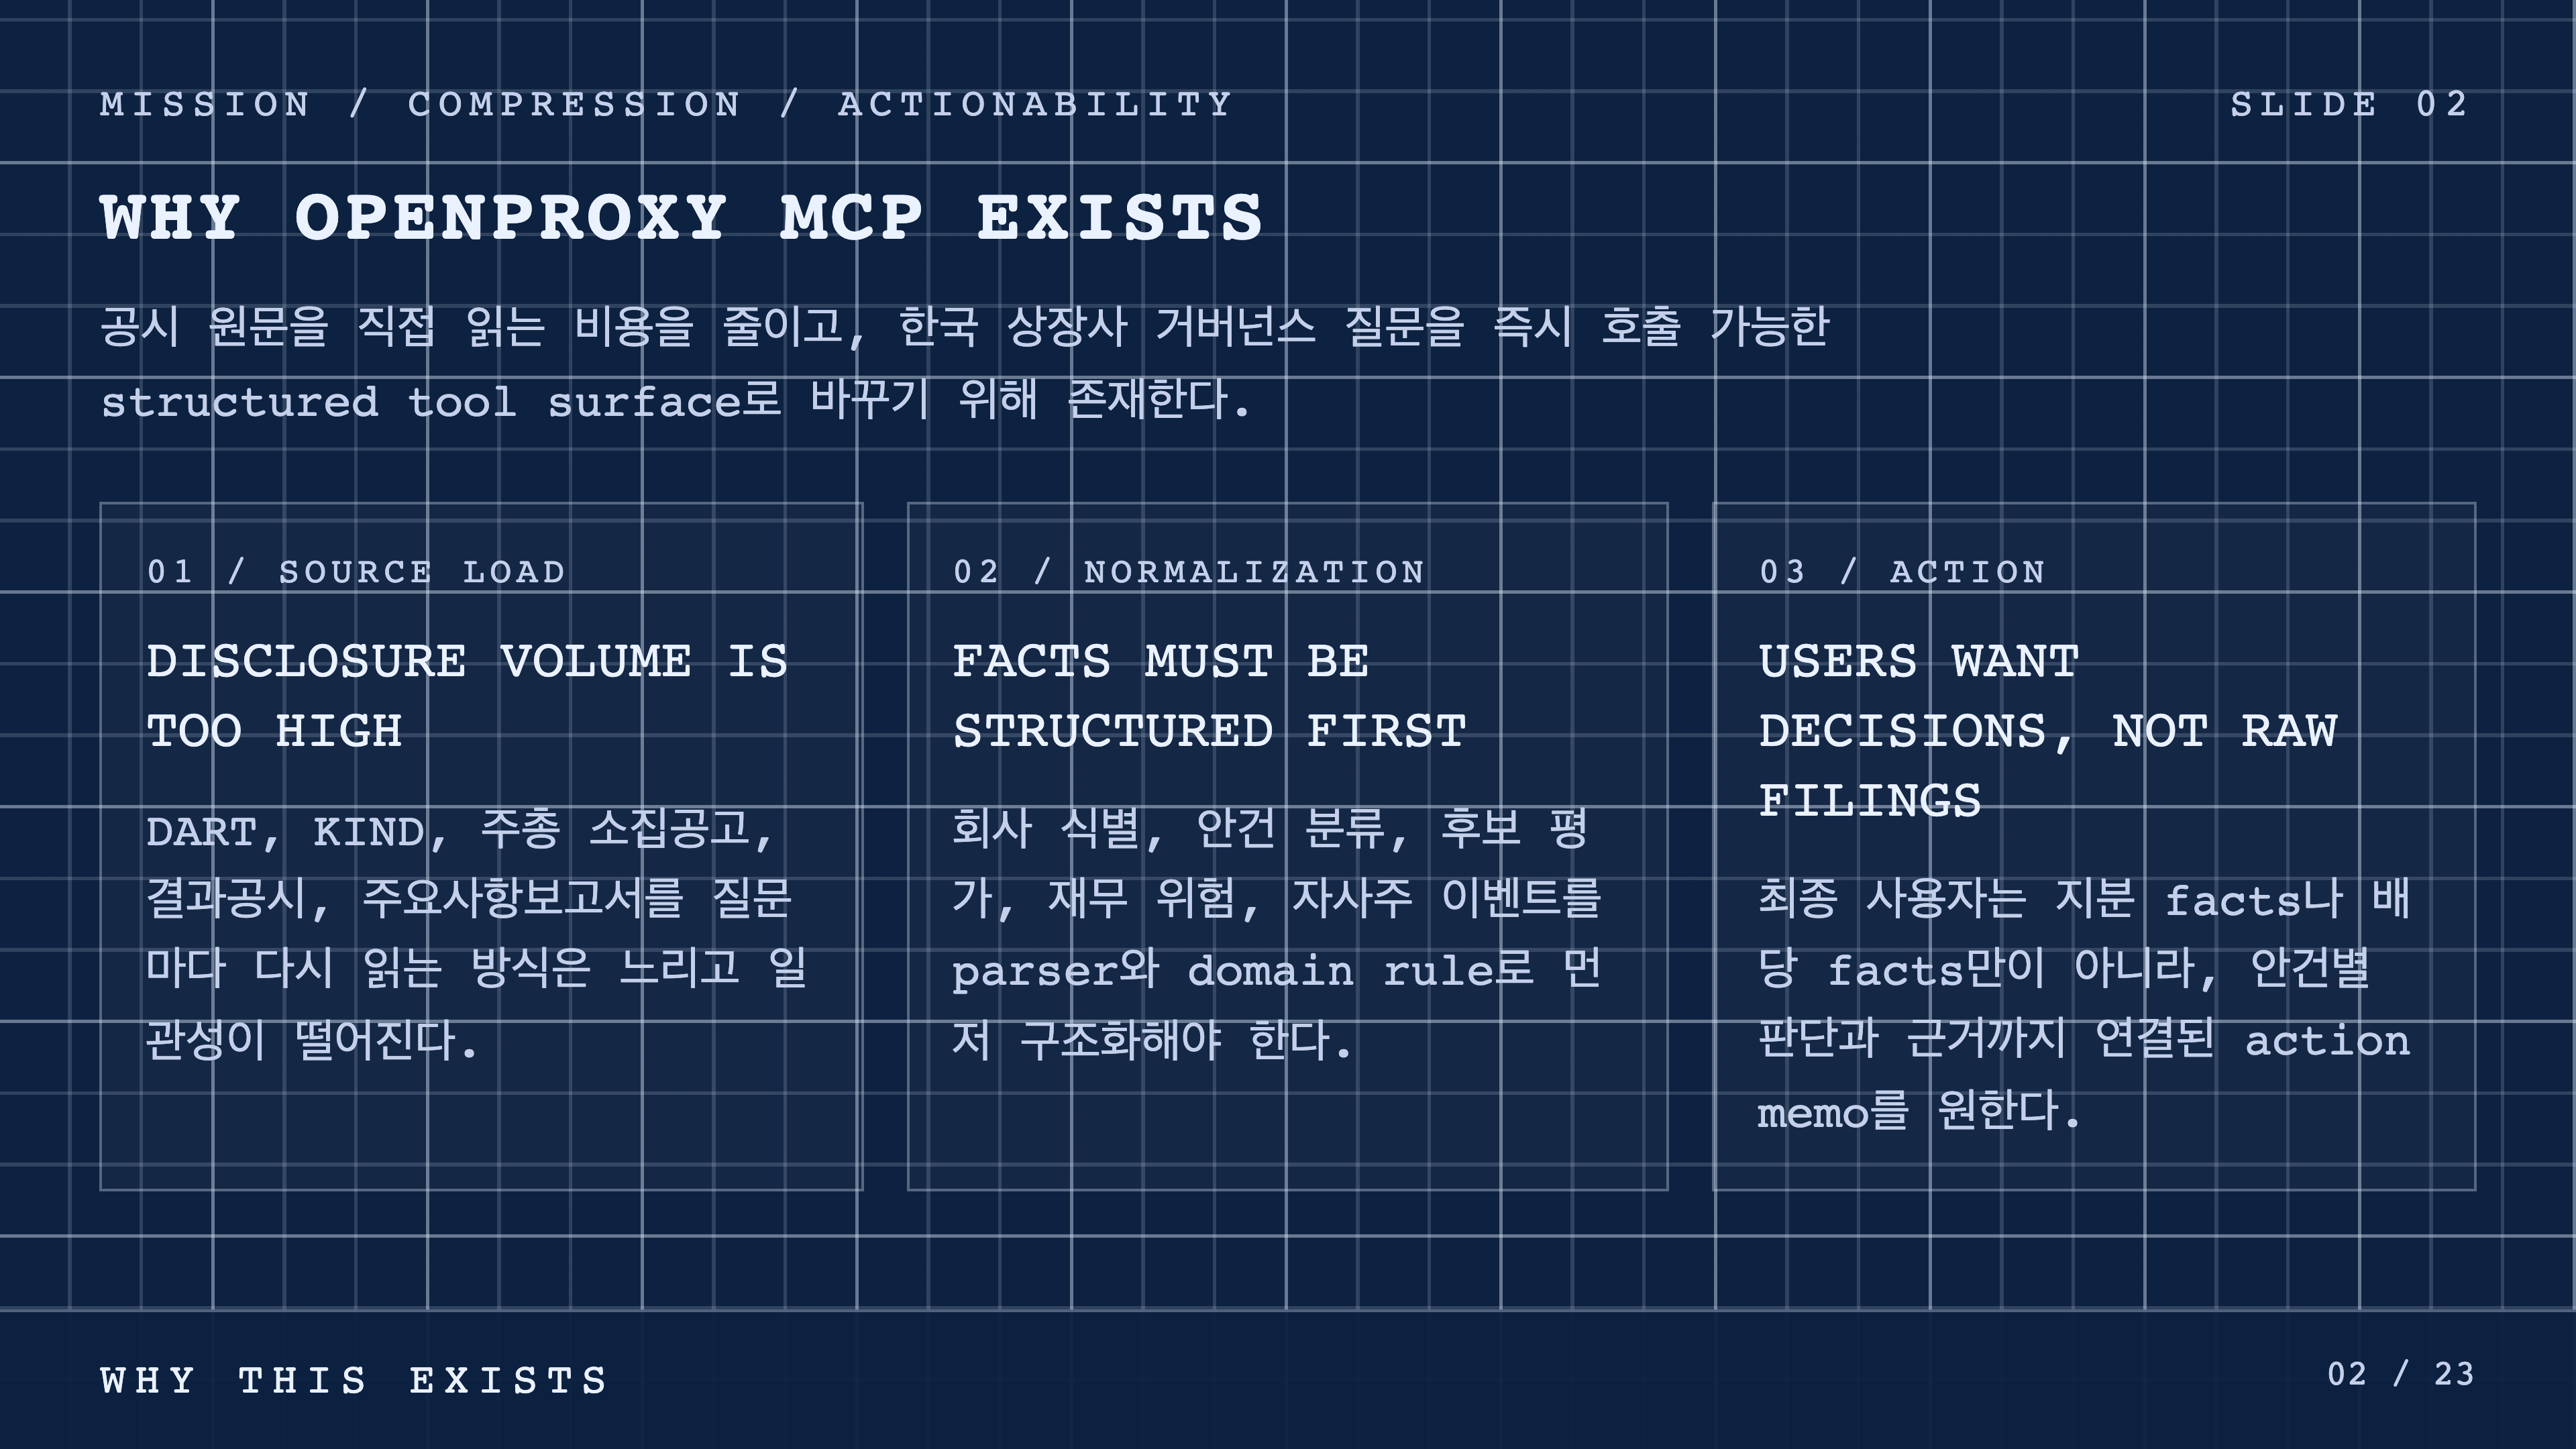 MISSION / COMPRESSION / ACTIONABILITY
SLIDE 02
WHY OPENPROXY MCP EXISTS
공시 원문을 직접 읽는 비용을 줄이고, 한국 상장사 거버넌스 질문을 즉시 호출 가능한
structured tool surface로 바꾸기 위해 존재한다.
01 / SOURCE LOAD
DISCLOSURE VOLUME IS
TOO HIGH
DART, KIND, 주총 소집공고,
결과공시, 주요사항보고서를 질문
마다 다시 읽는 방식은 느리고 일
관성이 떨어진다.
02 / NORMALIZATION
FACTS MUST BE
STRUCTURED FIRST
회사 식별, 안건 분류, 후보 평
가, 재무 위험, 자사주 이벤트를
parser와 domain rule로 먼
저 구조화해야 한다.
03 / ACTION
USERS WANT
DECISIONS, NOT RAW
FILINGS
최종 사용자는 지분 facts나 배
당 facts만이 아니라, 안건별
판단과 근거까지 연결된 action
memo를 원한다.
WHY THIS EXISTS
02 / 23